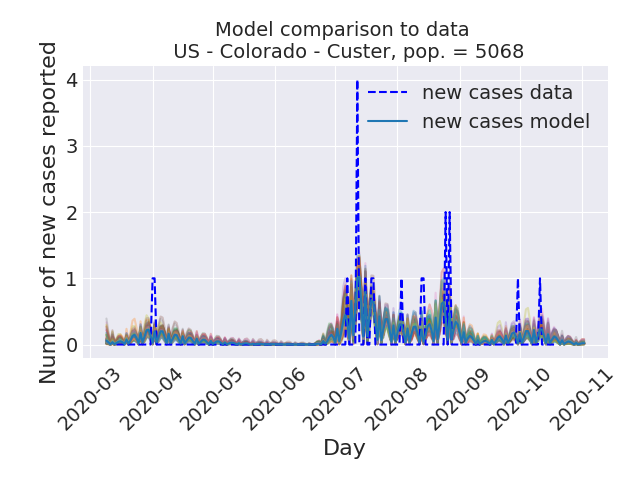 Model comparison to data
US - Colorado - Custer, pop. = 5068
Number of new cases reported
4
3
2
1
0
new cases data
new cases model
2020-03
2020-04
2020-05
2020-06
2020-07
2020-08
2020-09
2020-10
2020-11
Day